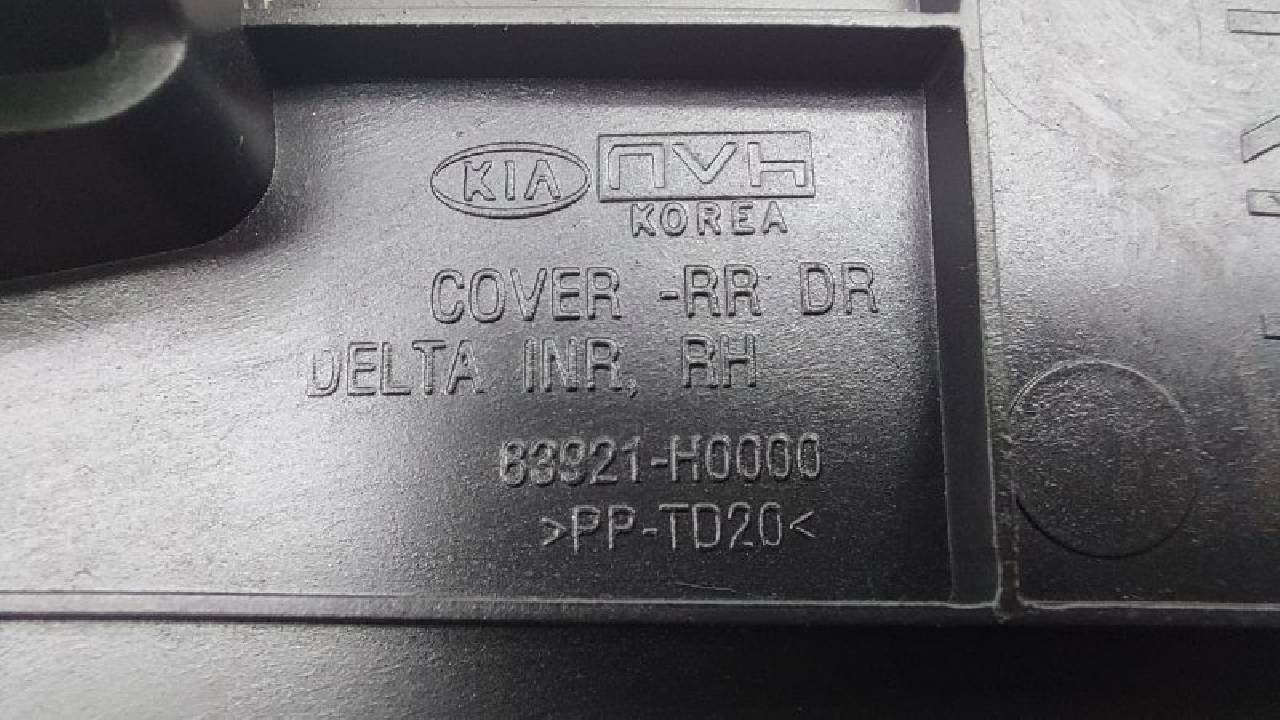 KIA NVH
KOREA
COVER -RR DR
DELTA INR, RH
83921-H0000
>PP-TD20<